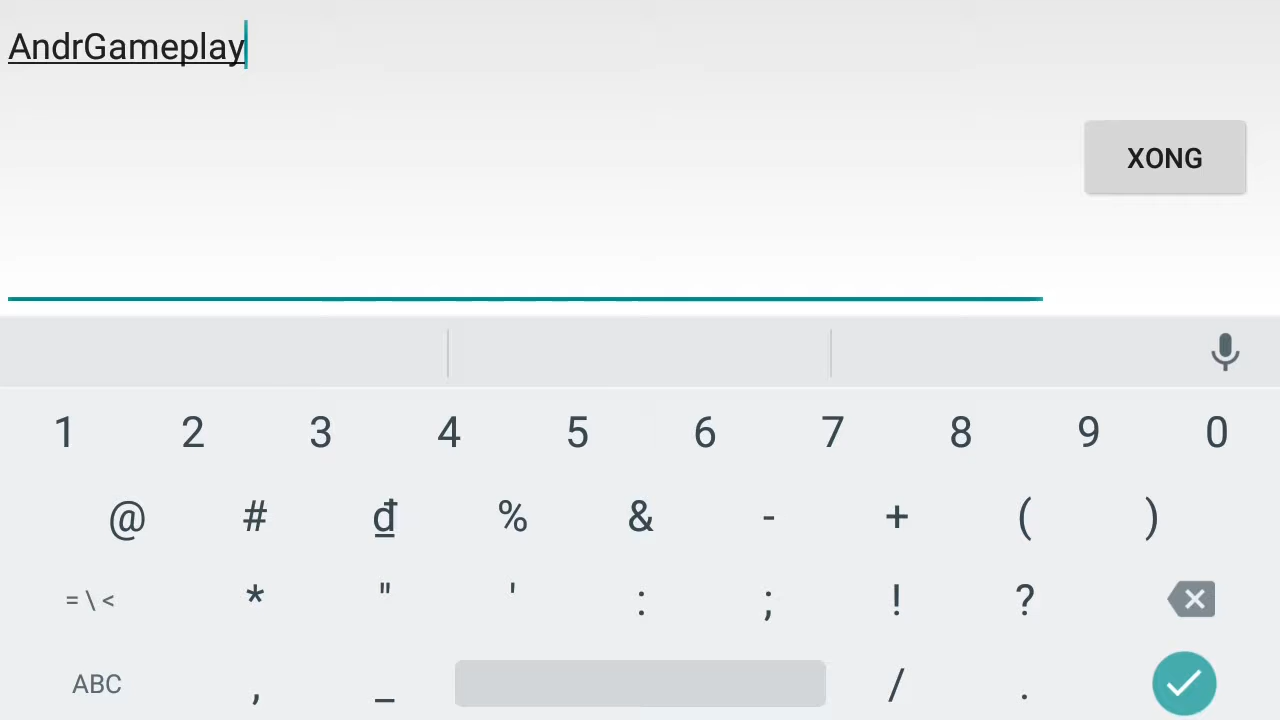 AndrGameplay
XONG
1 2 3 4 5 6 7 8 9 0
@ # ₫ % & - + ( )
= \ < * " ' : ; ! ?
ABC , _ / .